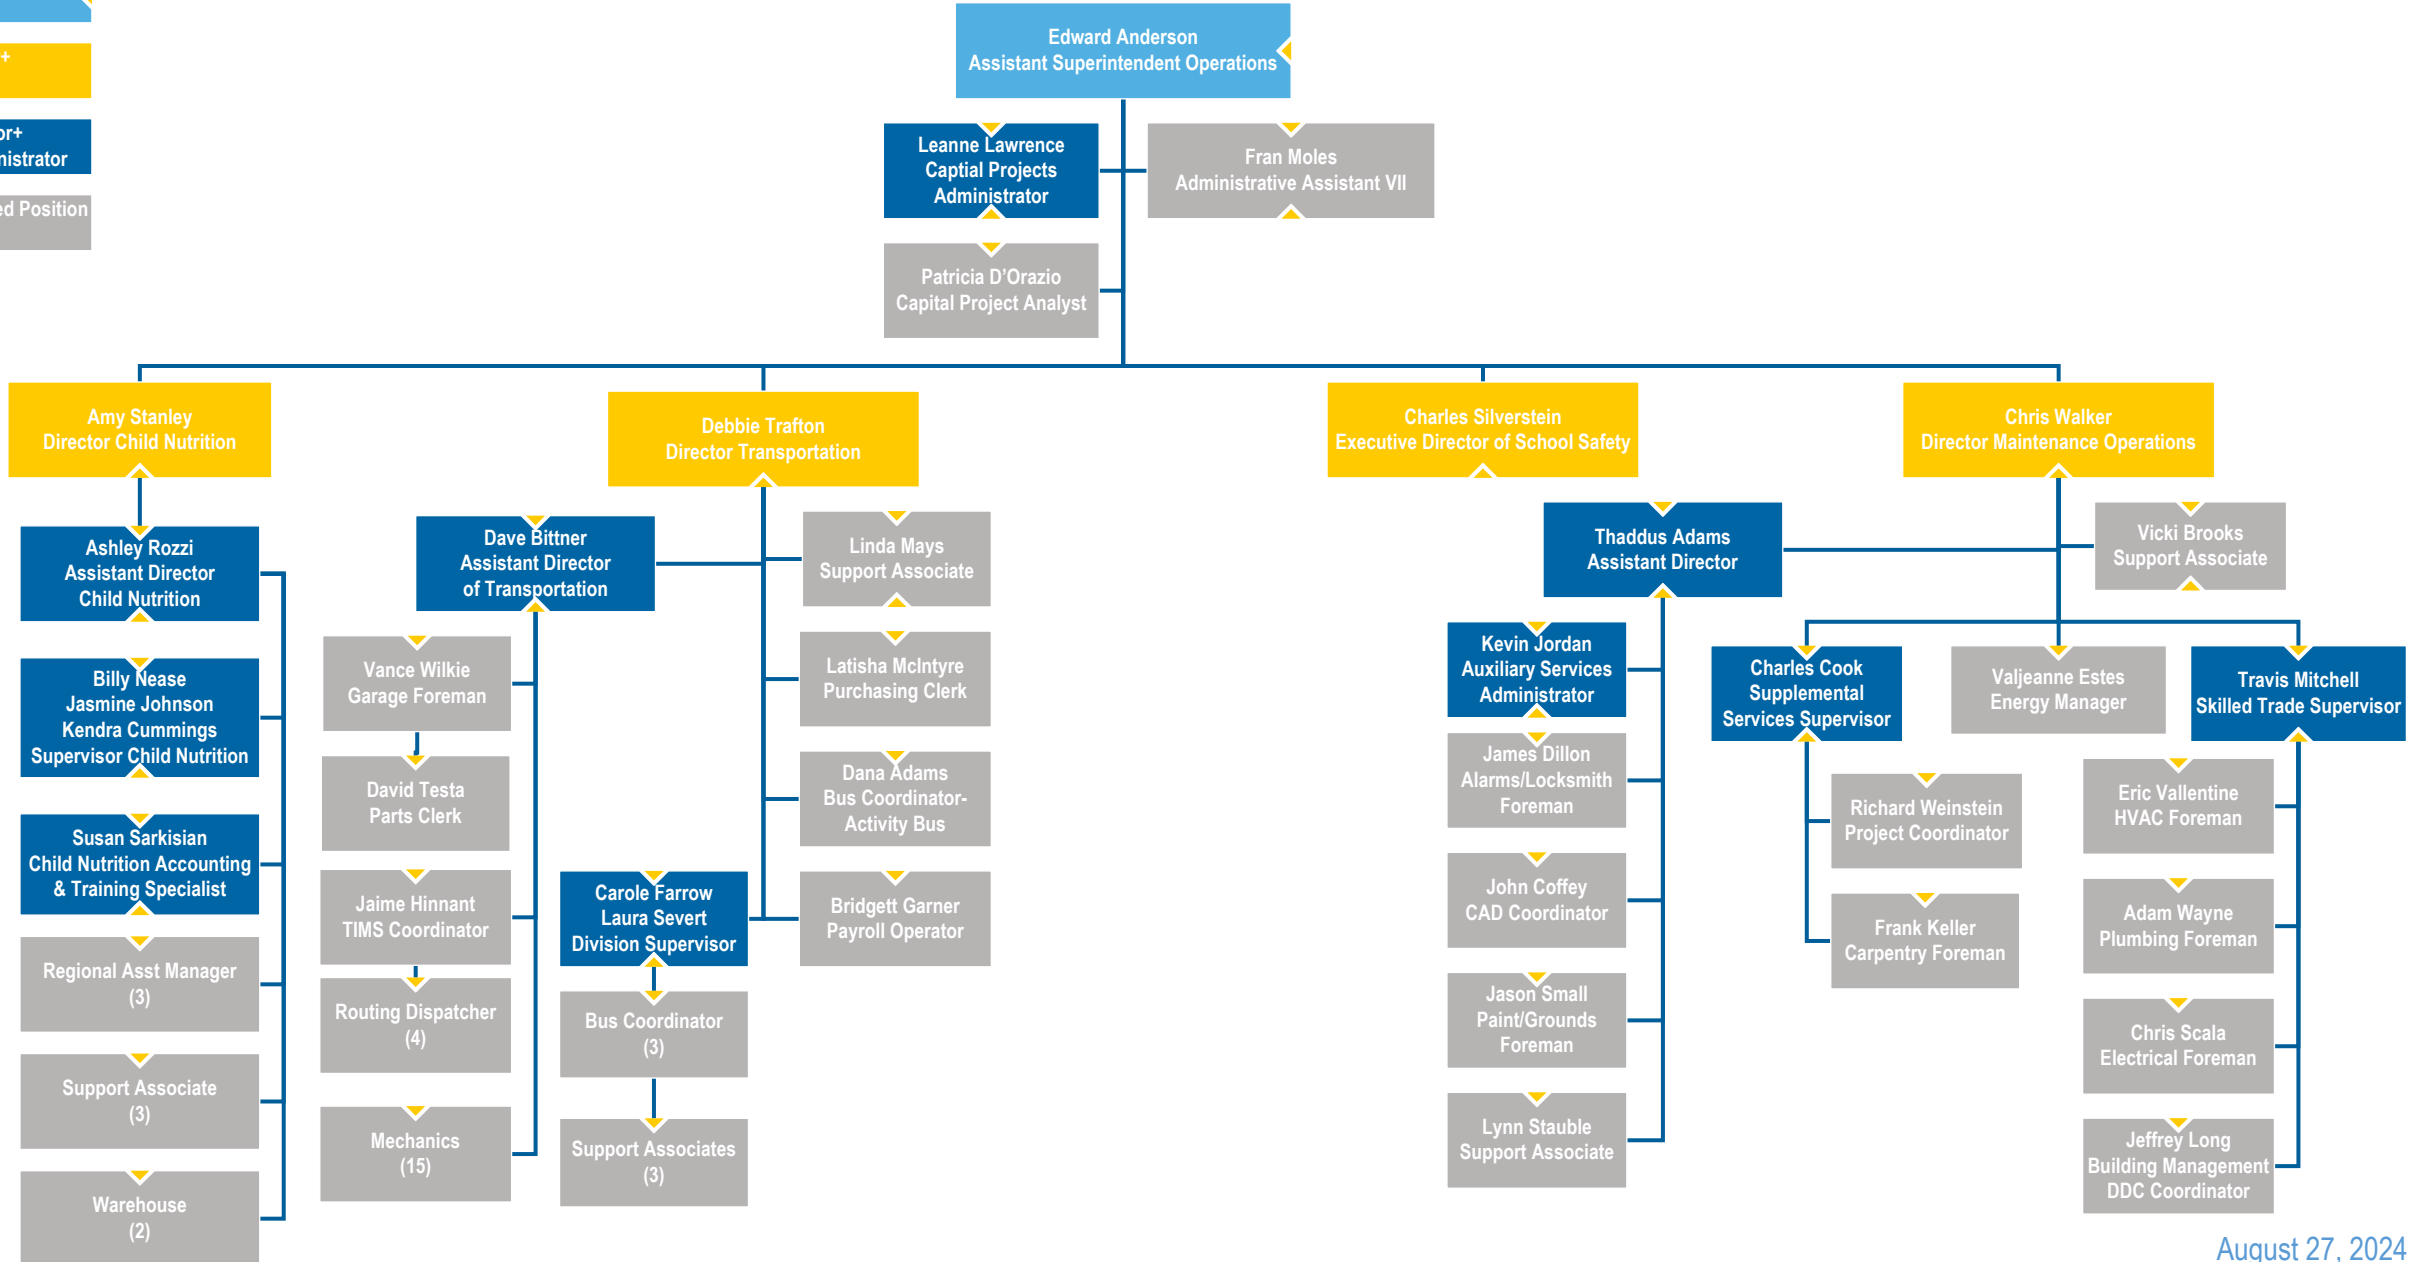 Edward Anderson
Assistant Superintendent Operations
+
or+
nistrator
ed Position
Leanne Lawrence
Captial Projects
Administrator
Fran Moles
Administrative Assistant VII
Patricia D'Orazio
Capital Project Analyst
Amy Stanley
Director Child Nutrition
Debbie Trafton
Director Transportation
Charles Silverstein
Executive Director of School Safety
Chris Walker
Director Maintenance Operations
Ashley Rozzi
Assistant Director
Child Nutrition
Billy Nease
Jasmine Johnson
Kendra Cummings
Supervisor Child Nutrition
Susan Sarkisian
Child Nutrition Accounting
& Training Specialist
Regional Asst Manager
(3)
Support Associate
(3)
Warehouse
(2)
Dave Bittner
Assistant Director
of Transportation
Vance Wilkie
Garage Foreman
David Testa
Parts Clerk
Jaime Hinnant
TIMS Coordinator
Routing Dispatcher
(4)
Mechanics
(15)
Linda Mays
Support Associate
Latisha McIntyre
Purchasing Clerk
Dana Adams
Bus Coordinator-
Activity Bus
Bridgett Garner
Payroll Operator
Carole Farrow
Laura Severt
Division Supervisor
Bus Coordinator
(3)
Support Associates
(3)
Thaddus Adams
Assistant Director
Vicki Brooks
Support Associate
Kevin Jordan
Auxiliary Services
Administrator
James Dillon
Alarms/Locksmith
Foreman
John Coffey
CAD Coordinator
Jason Small
Paint/Grounds
Foreman
Lynn Stauble
Support Associate
Charles Cook
Supplemental
Services Supervisor
Richard Weinstein
Project Coordinator
Frank Keller
Carpentry Foreman
Valjeanne Estes
Energy Manager
Travis Mitchell
Skilled Trade Supervisor
Eric Vallentine
HVAC Foreman
Adam Wayne
Plumbing Foreman
Chris Scala
Electrical Foreman
Jeffrey Long
Building Management
DDC Coordinator
August 27, 2024